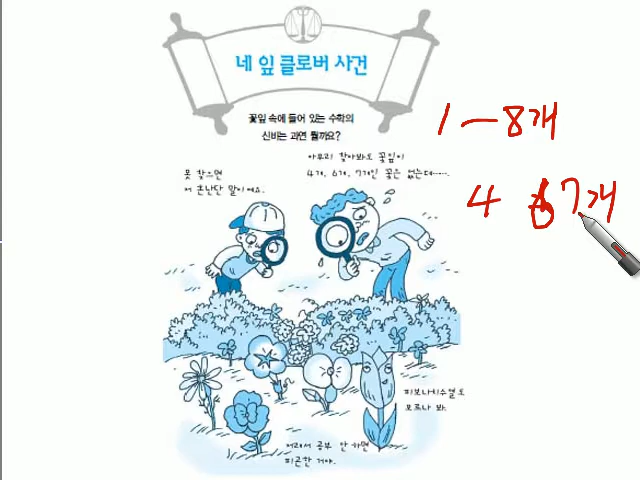 네 잎 클로버 사건
꽃잎 속에 들어 있는 수학의
신비는 과연 뭘까요?
아무리 찾아봐도 꽃잎이
4개, 6개, 7개인 꽃은 없는데......
못 찾으면
저 혼난단 말이에요.
1 — 8개
4 6 7개
피보나치수열도
모르나 봐.
어려서 공부 안 하면
피곤한 거야.